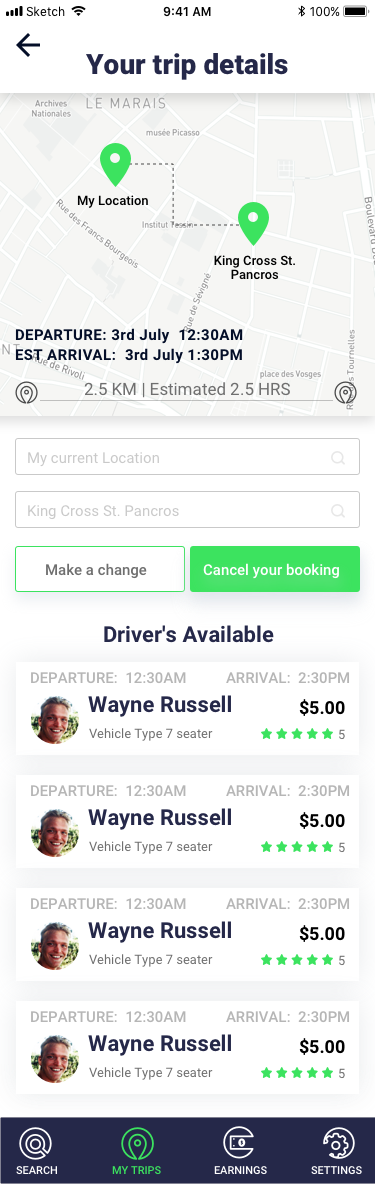 Sketch 9:41 AM 100%
Your trip details
Archives
Nationales
LE MARAIS
musée Picasso
My Location
Rue des Francs Bourgeois
Institut Tessin
King Cross St.
Pancros
Boulevard Bea
Rue de Sévigné
DEPARTURE: 3rd July 12:30AM
EST ARRIVAL: 3rd July 1:30PM
NT
Rue de Rivoli
place des Vosges
Tournelles
2.5 KM | Estimated 2.5 HRS
My current Location
King Cross St. Pancros
Make a change
Cancel your booking
Driver's Available
DEPARTURE: 12:30AM ARRIVAL: 2:30PM
Wayne Russell $5.00
Vehicle Type 7 seater 5
DEPARTURE: 12:30AM ARRIVAL: 2:30PM
Wayne Russell $5.00
Vehicle Type 7 seater 5
DEPARTURE: 12:30AM ARRIVAL: 2:30PM
Wayne Russell $5.00
Vehicle Type 7 seater 5
DEPARTURE: 12:30AM ARRIVAL: 2:30PM
Wayne Russell $5.00
Vehicle Type 7 seater 5
SEARCH MY TRIPS EARNINGS SETTINGS